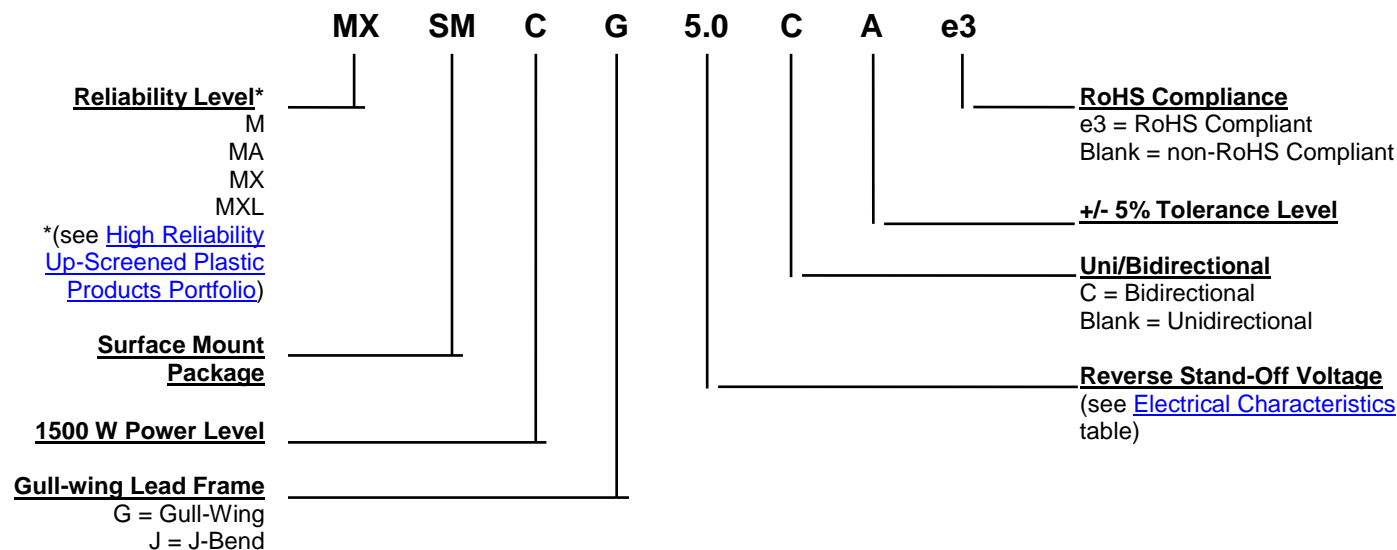 MX SM C G 5.0 C A e3
Reliability Level*
M
MA
MX
MXL
*(see High Reliability
Up-Screened Plastic
Products Portfolio)
Surface Mount
Package
1500 W Power Level
Gull-wing Lead Frame
G = Gull-Wing
J = J-Bend
RoHS Compliance
e3 = RoHS Compliant
Blank = non-RoHS Compliant
+/- 5% Tolerance Level
Uni/Bidirectional
C = Bidirectional
Blank = Unidirectional
Reverse Stand-Off Voltage
(see Electrical Characteristics
table)